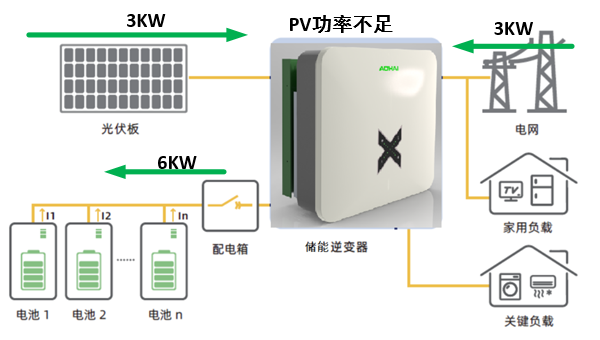 3KW
PV功率不足
3KW
AOHAI
光伏板
电网
6KW
TV
I1
I2
In
配电箱
储能逆变器
家用负载
......
电池 1
电池 2
电池 n
关键负载